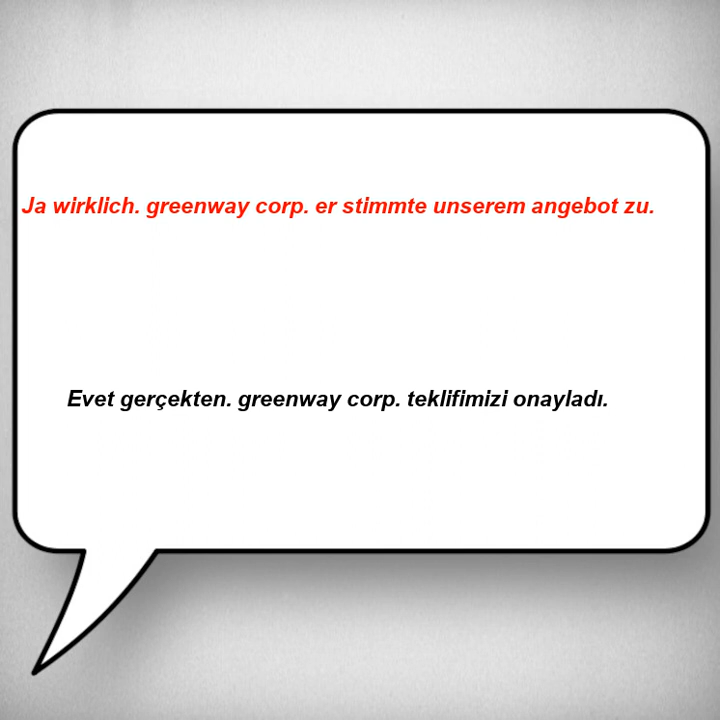 Ja wirklich. greenway corp. er stimmte unserem angebot zu.
Evet gerçekten. greenway corp. teklifimizi onayladı.